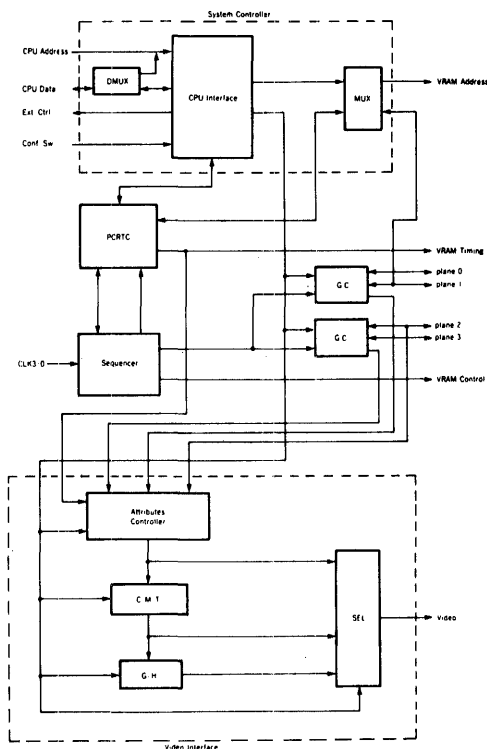 System Controller
CPU Address
DMUX
CPU Data
CPU Interface
MUX
VRAM Address
Ext Ctrl
Conf Sw
PCRTC
VRAM Timing
GC
plane 0
plane 1
GC
plane 2
plane 3
CLK3-0
Sequencer
VRAM Control
Attributes
Controller
C M T
SEL
Video
G H
Video Interface